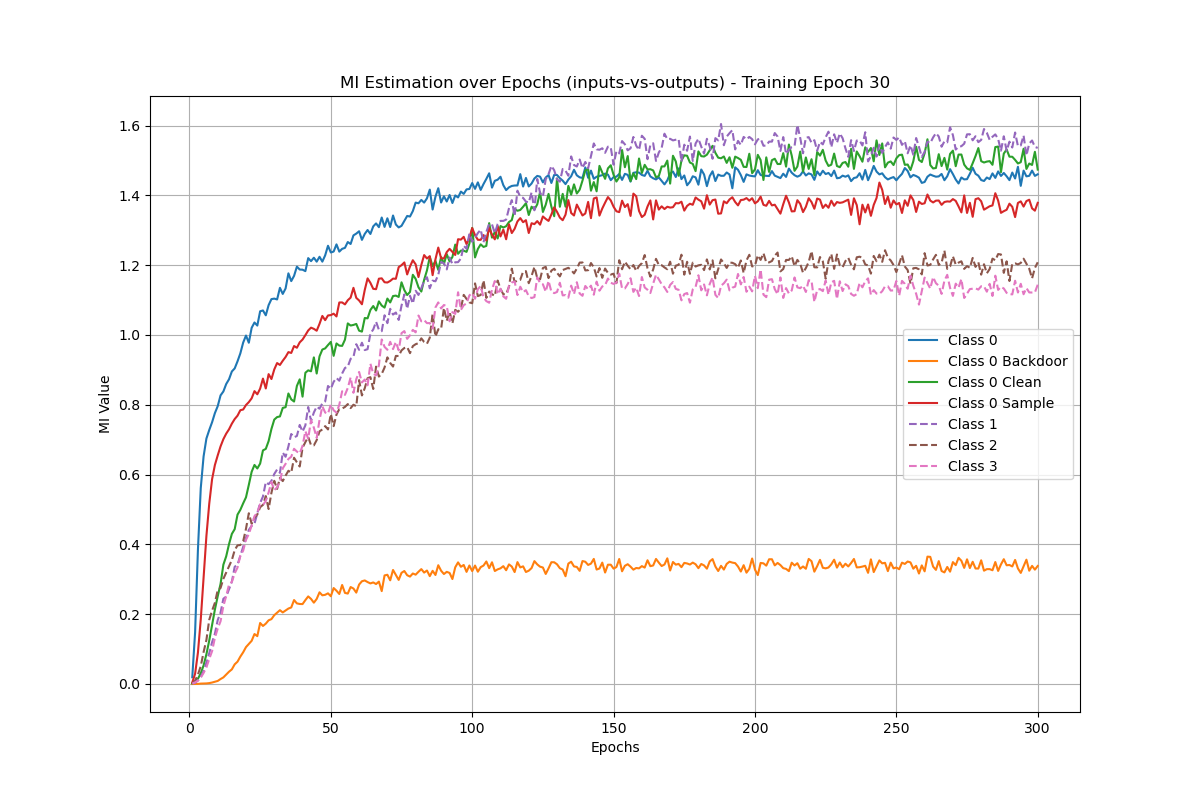 MI Estimation over Epochs (inputs-vs-outputs) - Training Epoch 30
MI Value
1.6
1.4
1.2
1.0
0.8
0.6
0.4
0.2
0.0
Class 0
Class 0 Backdoor
Class 0 Clean
Class 0 Sample
Class 1
Class 2
Class 3
0 50 100 150 200 250 300
Epochs